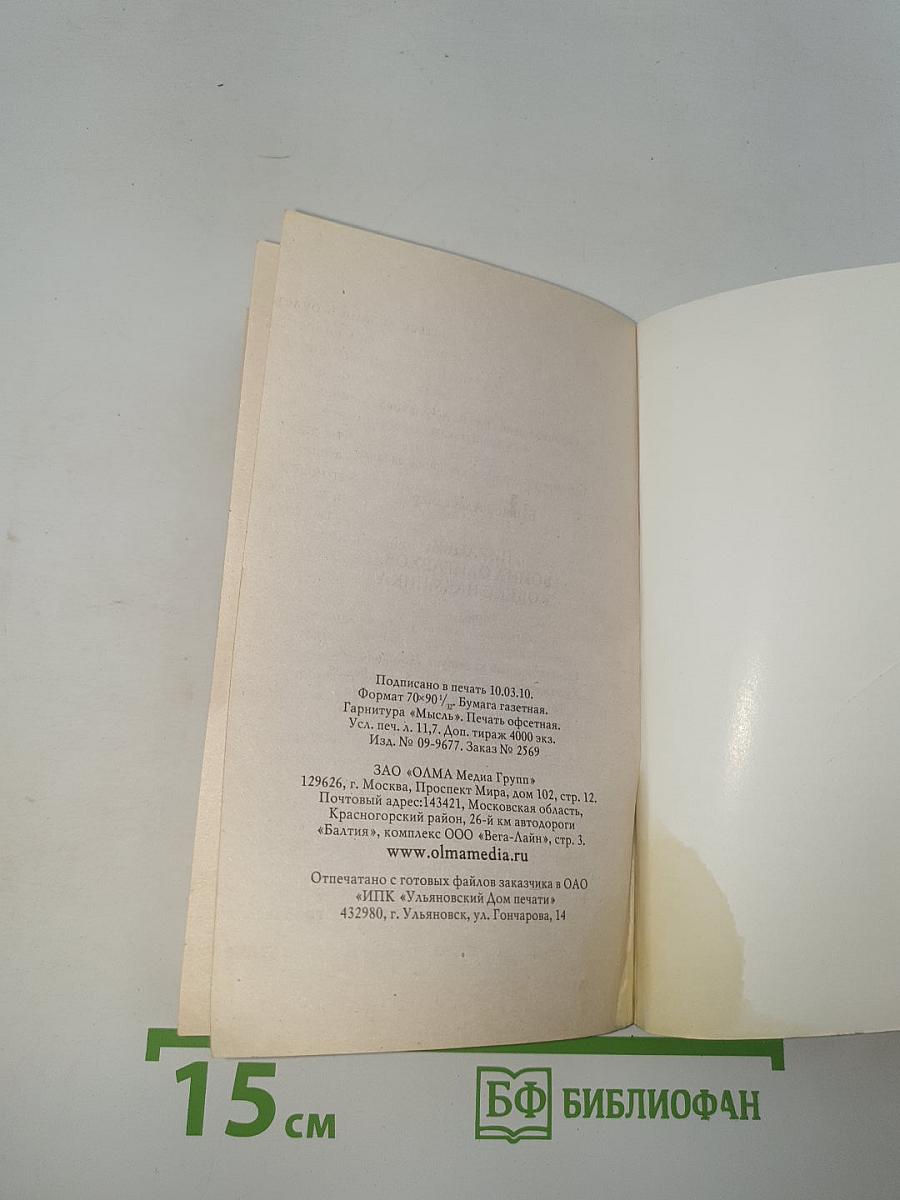 Подписано в печать 10.03.10.
Формат 70×90 1/32. Бумага газетная.
Гарнитура «Мысль». Печать офсетная.
Усл. печ. л. 11,7. Доп. тираж 4000 экз.
Изд. № 09-9677. Заказ № 2569
ЗАО «ОЛМА Медиа Групп»
129626, г. Москва, Проспект Мира, дом 102, стр. 12.
Почтовый адрес:143421, Московская область,
Красногорский район, 26-й км автодороги
«Балтия», комплекс ООО «Вега-Лайн», стр. 3.
www.olmamedia.ru
Отпечатано с готовых файлов заказчика в ОАО
«ИПК «Ульяновский Дом печати»
432980, г. Ульяновск, ул. Гончарова, 14
15 см
БФ БИБЛИОФАН